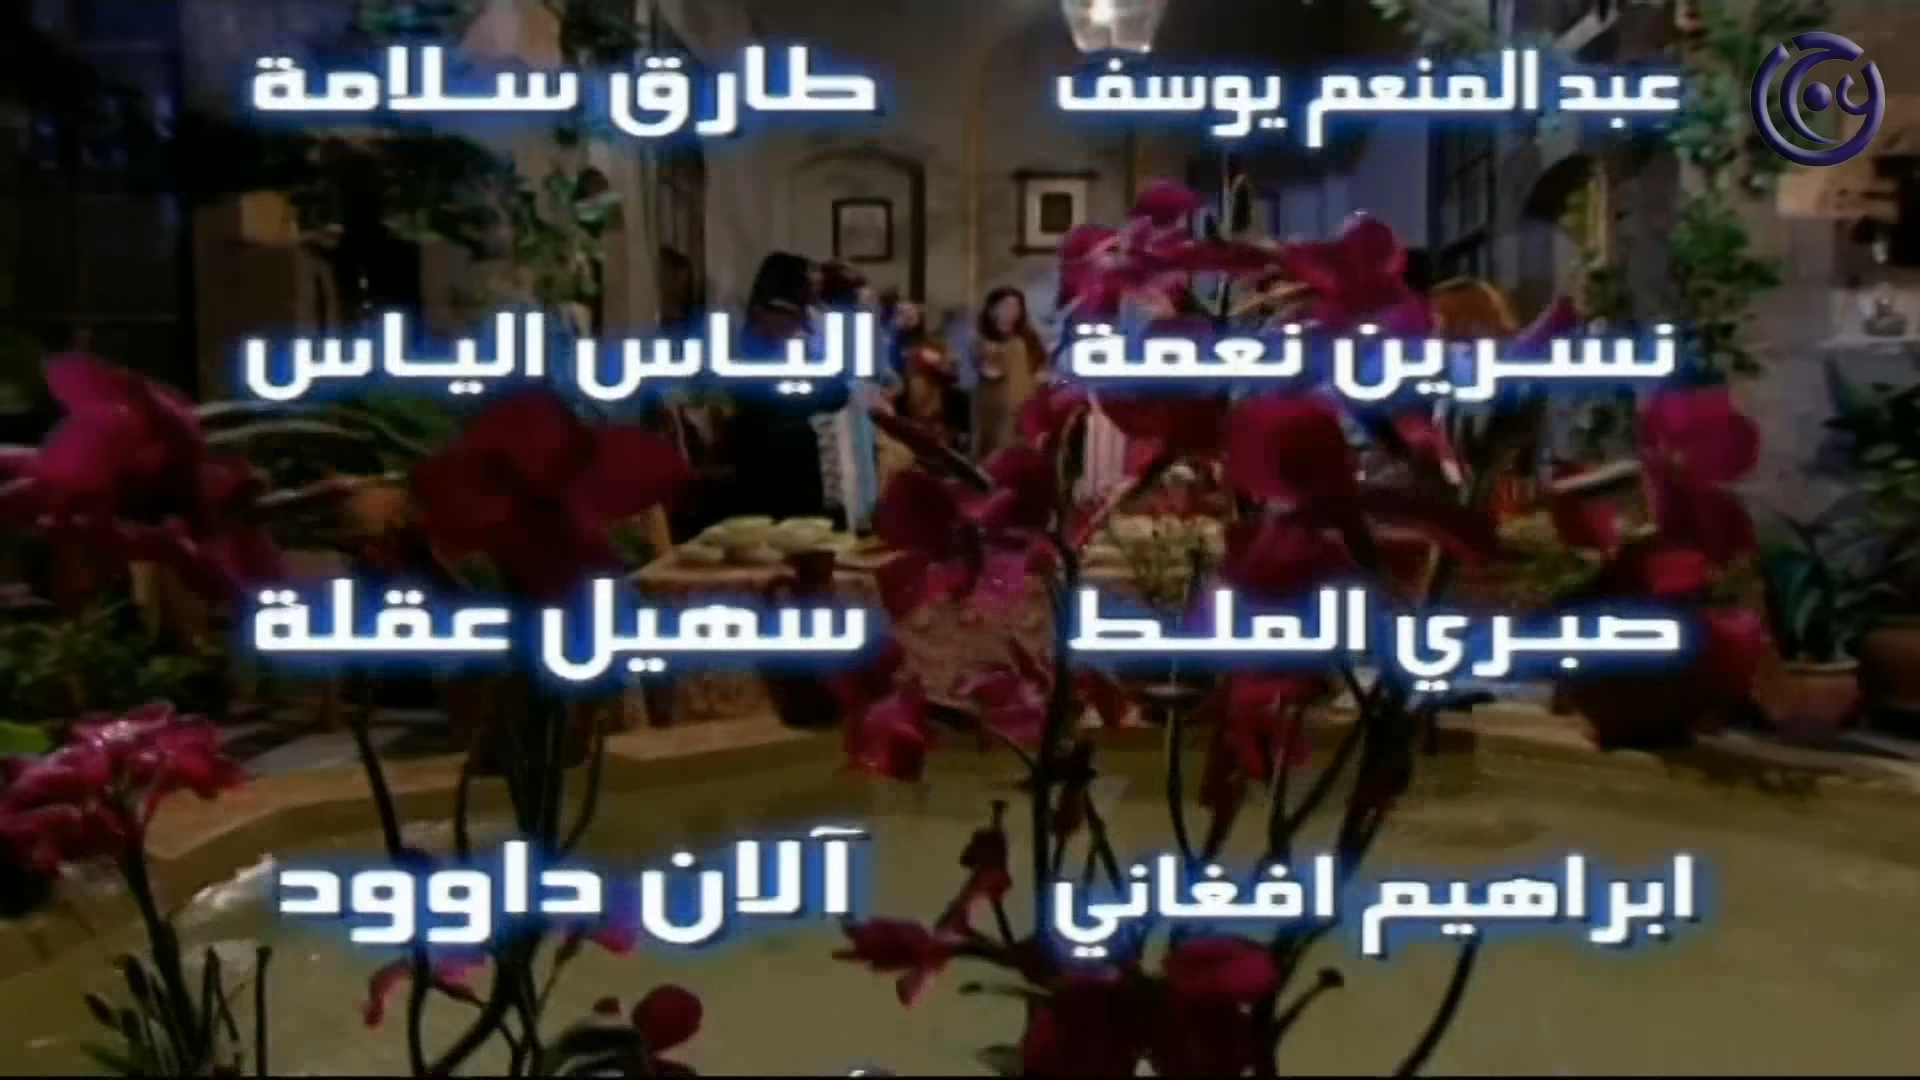 عبد المنعم يوسف طارق سلامة
نسرين نعمة الياس الياس
صبري الملط سهيل عقلة
ابراهيم افغاني آلان داوود